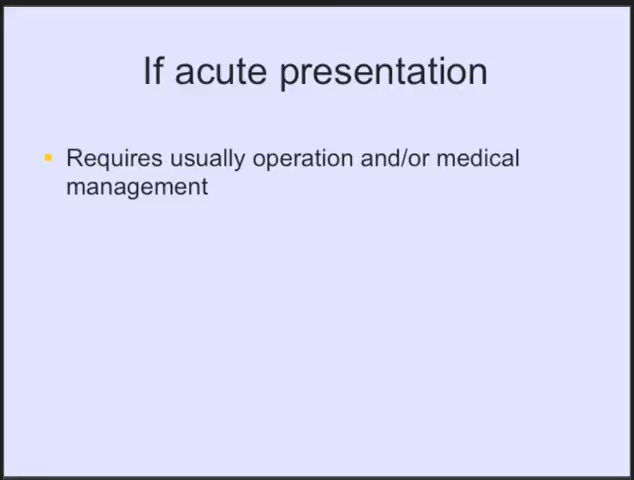 If acute presentation
Requires usually operation and/or medical
management